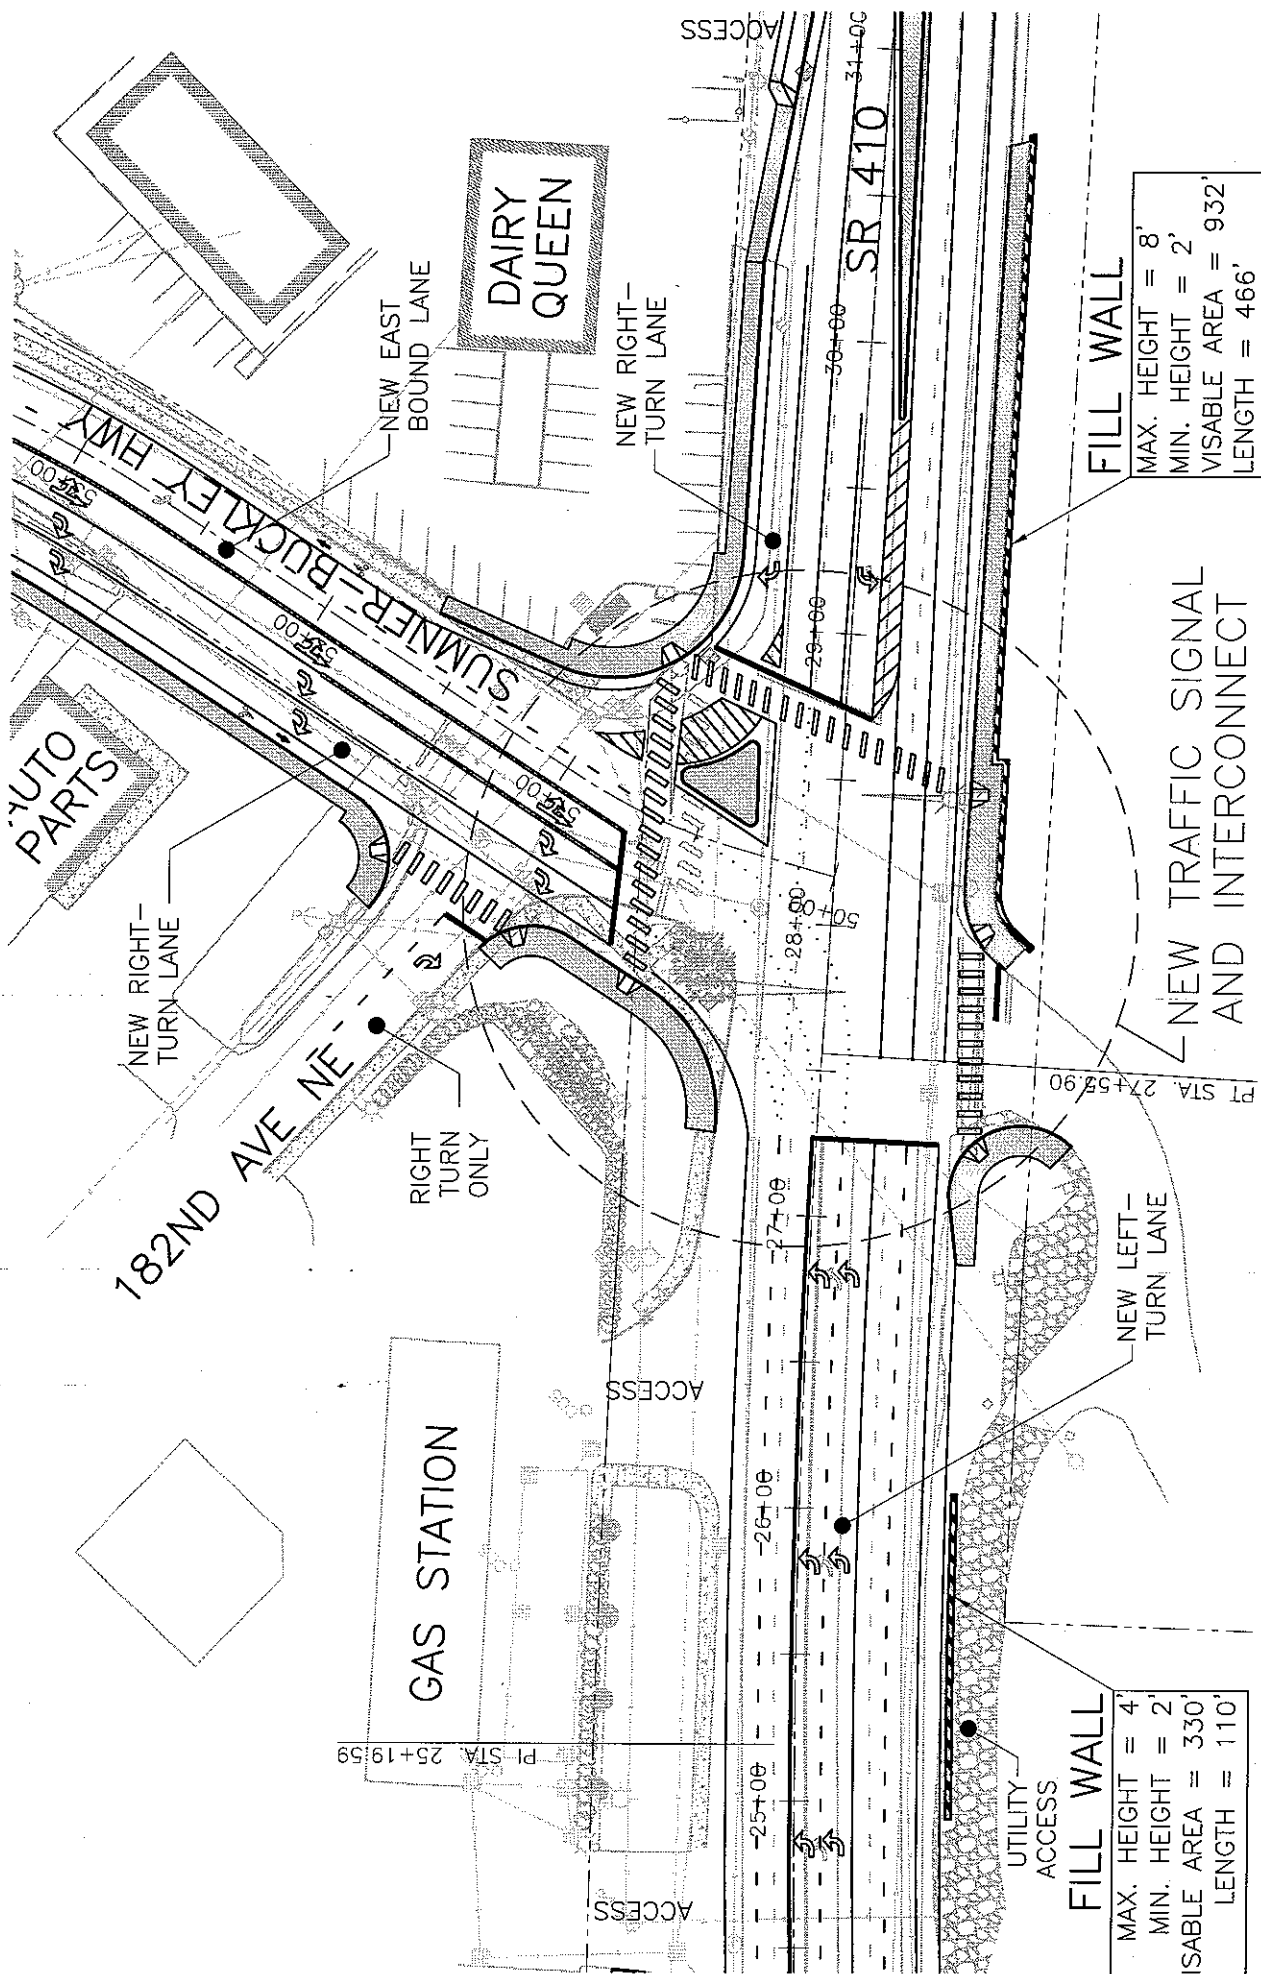 ACCESS
DAIRY
QUEEN
NEW EAST
BOUND LANE
NEW RIGHT-
TURN LANE
SR 410
31+00
30+00
29+00
28+00
27+00
26+00
25+00
FILL WALL
MAX. HEIGHT = 8'
MIN. HEIGHT = 2'
VISABLE AREA = 932'
LENGTH = 466'
SUMNER-BUCKLEY HWY
50+00
AUTO
PARTS
NEW RIGHT-
TURN LANE
182ND AVE NE
RIGHT
TURN
ONLY
NEW TRAFFIC SIGNAL
AND INTERCONNECT
PT STA. 27+55.90
NEW LEFT-
TURN LANE
GAS STATION
ACCESS
PI STA. 25+19.59
ACCESS
UTILITY
ACCESS
FILL WALL
MAX. HEIGHT = 4'
MIN. HEIGHT = 2'
ISABLE AREA = 330'
LENGTH = 110'